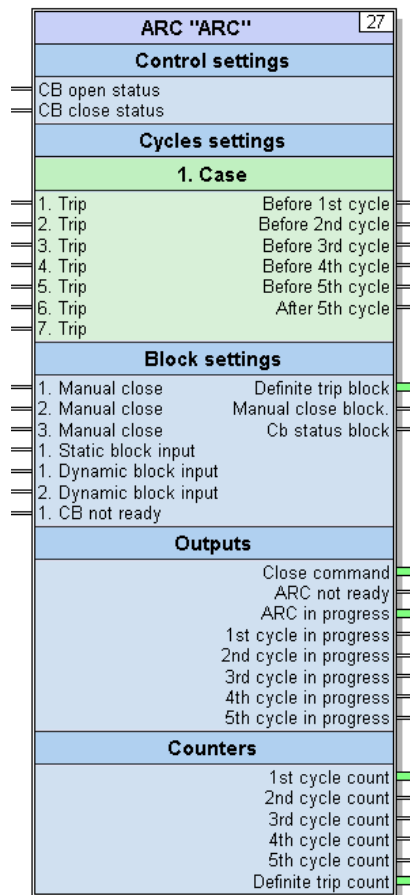 ARC "ARC" 27
Control settings
CB open status
CB close status
Cycles settings
1. Case
1. Trip Before 1st cycle
2. Trip Before 2nd cycle
3. Trip Before 3rd cycle
4. Trip Before 4th cycle
5. Trip Before 5th cycle
6. Trip After 5th cycle
7. Trip
Block settings
1. Manual close Definite trip block
2. Manual close Manual close block.
3. Manual close Cb status block
1. Static block input
1. Dynamic block input
2. Dynamic block input
1. CB not ready
Outputs
Close command
ARC not ready
ARC in progress
1st cycle in progress
2nd cycle in progress
3rd cycle in progress
4th cycle in progress
5th cycle in progress
Counters
1st cycle count
2nd cycle count
3rd cycle count
4th cycle count
5th cycle count
Definite trip count